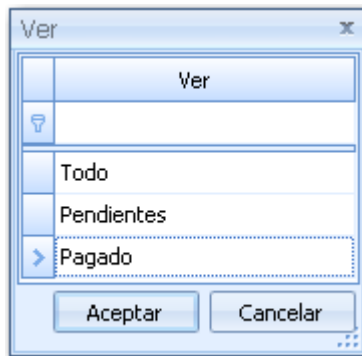 Ver
Ver
Todo
Pendientes
Pagado
Aceptar Cancelar